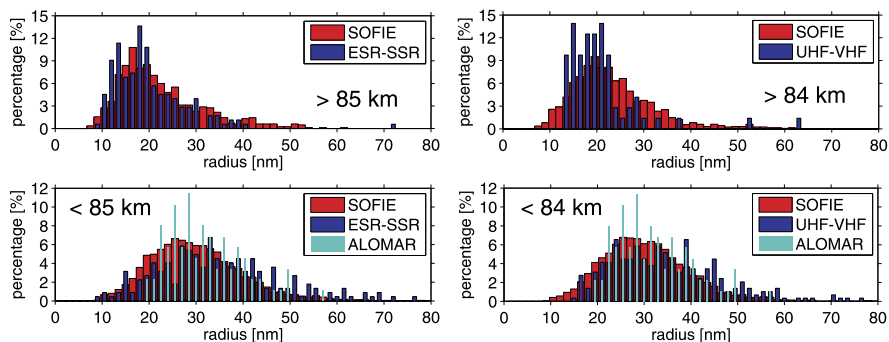 percentage [%]
15
12
9
6
3
0
SOFIE
ESR-SSR
> 85 km
0 10 20 30 40 50 60 70 80
radius [nm]
percentage [%]
15
12
9
6
3
0
SOFIE
UHF-VHF
> 84 km
0 10 20 30 40 50 60 70 80
radius [nm]
percentage [%]
12
10
8
6
4
2
0
< 85 km
SOFIE
ESR-SSR
ALOMAR
0 10 20 30 40 50 60 70 80
radius [nm]
percentage [%]
12
10
8
6
4
2
0
< 84 km
SOFIE
UHF-VHF
ALOMAR
0 10 20 30 40 50 60 70 80
radius [nm]